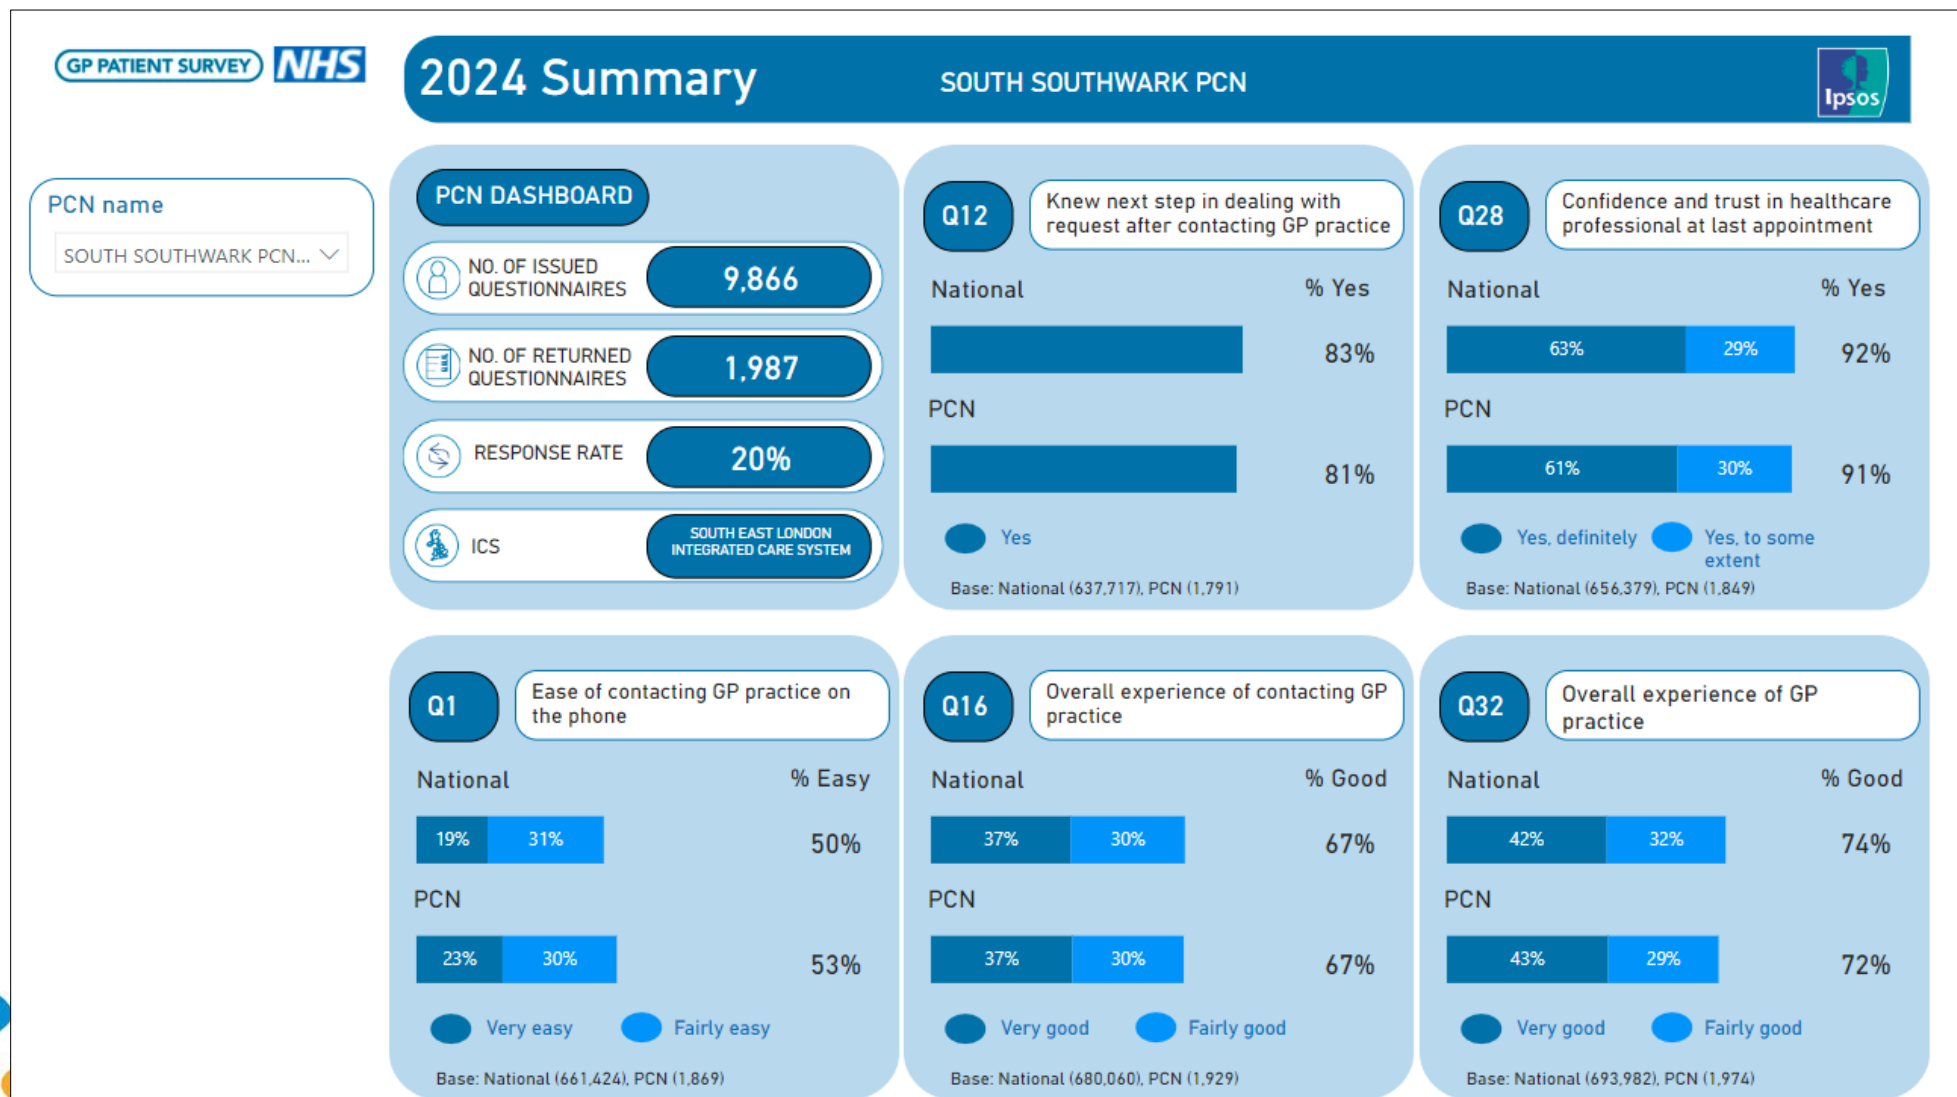 GP PATIENT SURVEY
NHS
2024 Summary
SOUTH SOUTHWARK PCN
Ipsos
PCN name
SOUTH SOUTHWARK PCN...
PCN DASHBOARD
NO. OF ISSUED
QUESTIONNAIRES
9,866
NO. OF RETURNED
QUESTIONNAIRES
1,987
RESPONSE RATE
20%
ICS
SOUTH EAST LONDON
INTEGRATED CARE SYSTEM
Q12
Knew next step in dealing with
request after contacting GP practice
National
% Yes
83%
PCN
81%
Yes
Base: National (637,717), PCN (1,791)
Q28
Confidence and trust in healthcare
professional at last appointment
National
% Yes
63%
29%
92%
PCN
61%
30%
91%
Yes, definitely
Yes, to some
extent
Base: National (656,379), PCN (1,849)
Q1
Ease of contacting GP practice on
the phone
National
% Easy
19%
31%
50%
PCN
23%
30%
53%
Very easy
Fairly easy
Base: National (661,424), PCN (1,869)
Q16
Overall experience of contacting GP
practice
National
% Good
37%
30%
67%
PCN
37%
30%
67%
Very good
Fairly good
Base: National (680,060), PCN (1,929)
Q32
Overall experience of GP
practice
National
% Good
42%
32%
74%
PCN
43%
29%
72%
Very good
Fairly good
Base: National (693,982), PCN (1,974)